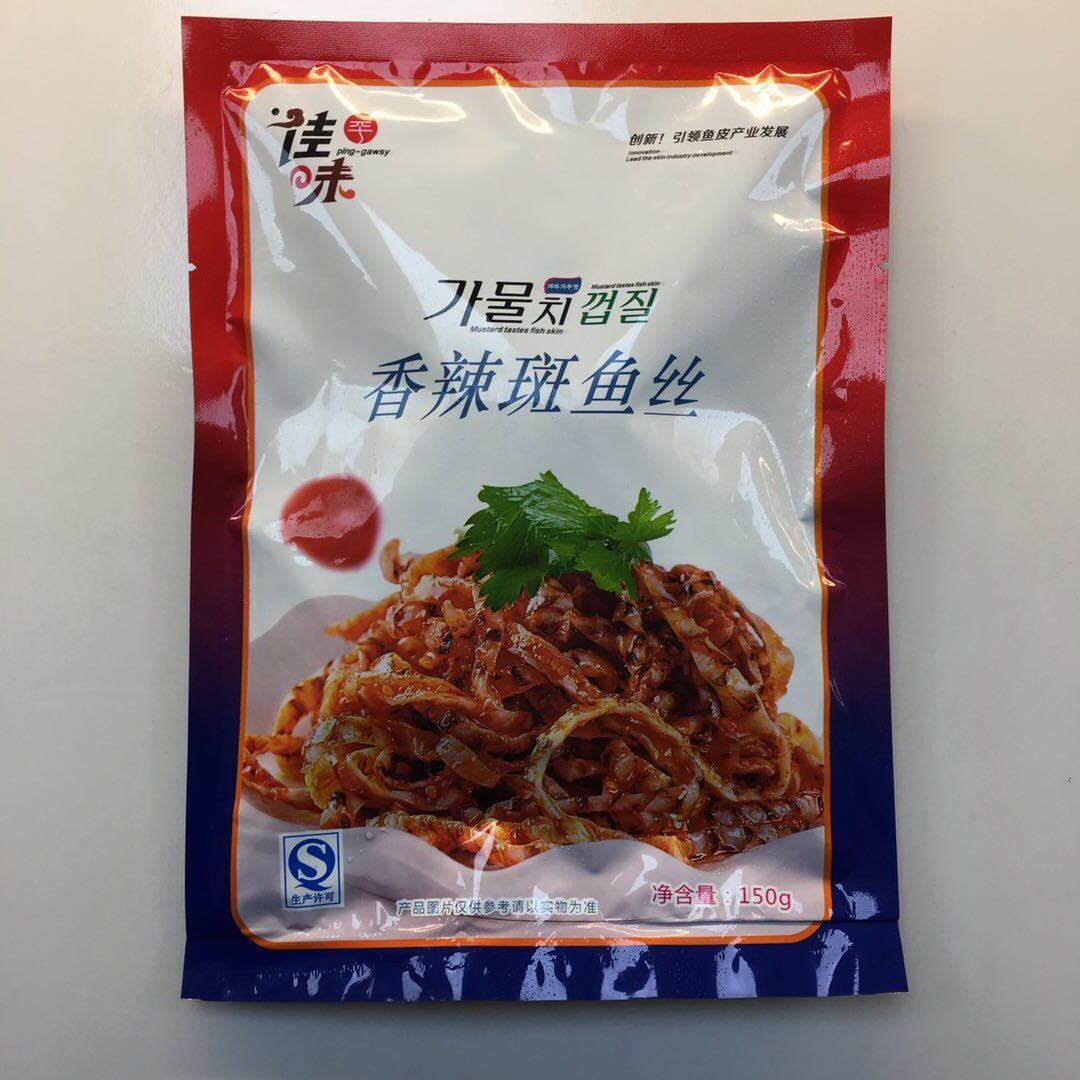 佳味
平
ping-gawsy
创新！引领鱼皮产业发展
Innovation
Lead the skin industry development
Mustard tastes fish skin
가물치 껍질
Mustard tastes fish skin
香辣斑鱼丝
生产许可
产品图片仅供参考请以实物为准
净含量：150g